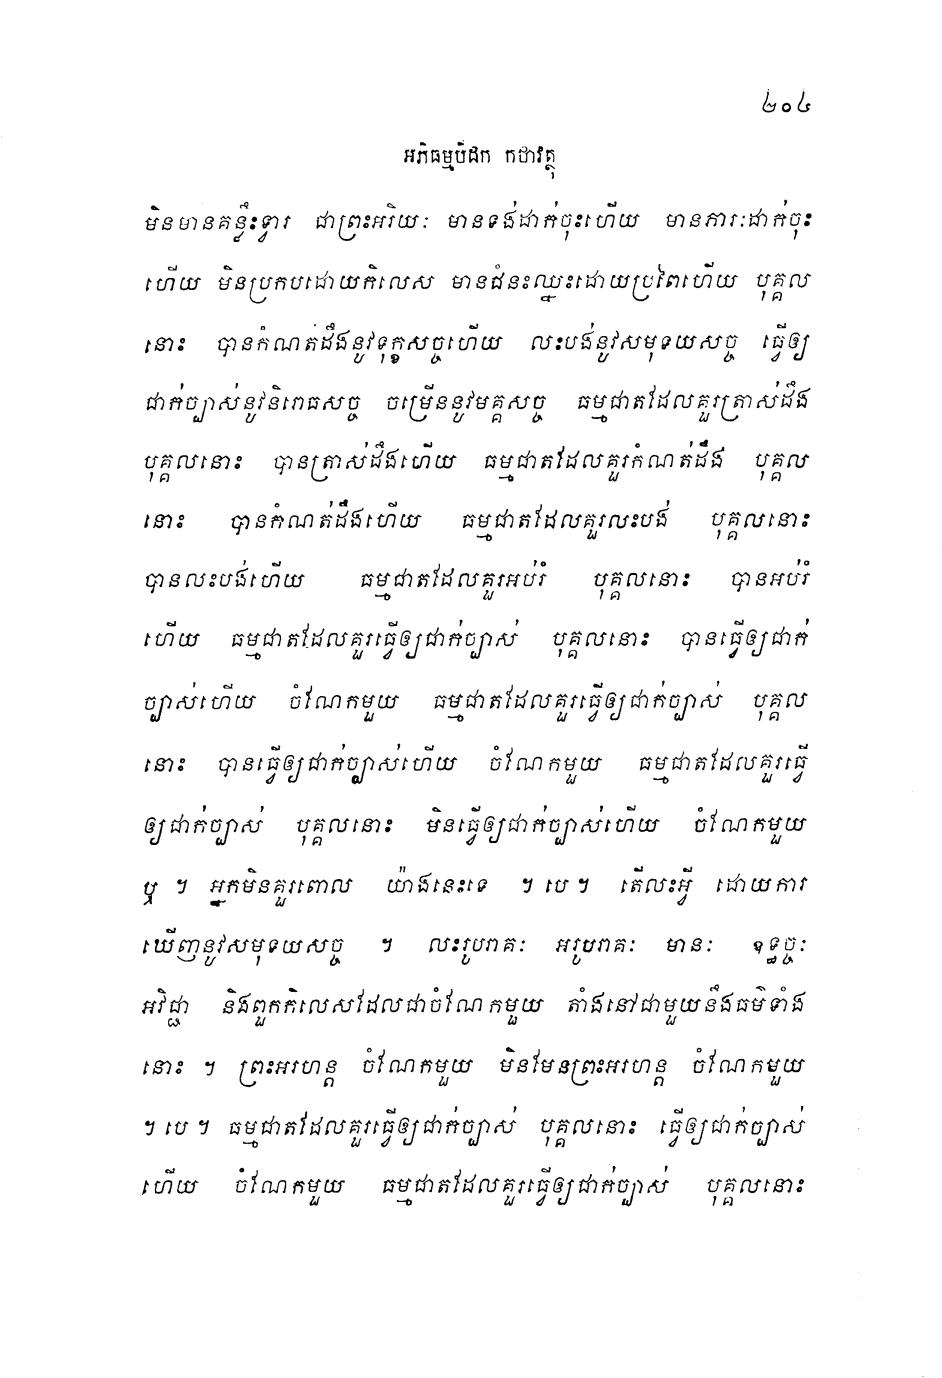 ២០៤
អភិធម្មបិដក កថាវត្ថុ
មិនមានគន្លឹះទ្វារ ជាព្រះអរិយៈ មានទង់ដាក់ចុះហើយ មានភារៈដាក់ចុះ
ហើយ មិនប្រកបដោយកិលេស មានជំនះឈ្នះដោយប្រពៃហើយ បុគ្គល
នោះ បានកំណត់ដឹងនូវទុក្ខសច្ចហើយ លះបង់នូវសមុទយសច្ច ធ្វើឲ្យ
ជាក់ច្បាស់នូវនិរោធសច្ច ចម្រើននូវមគ្គសច្ច ធម្មជាតដែលគួរត្រាស់ដឹង
បុគ្គលនោះ បានត្រាស់ដឹងហើយ ធម្មជាតដែលគួរកំណត់ដឹង បុគ្គល
នោះ បានកំណត់ដឹងហើយ ធម្មជាតដែលគួរលះបង់ បុគ្គលនោះ
បានលះបង់ហើយ ធម្មជាតដែលគួរអប់រំ បុគ្គលនោះ បានអប់រំ
ហើយ ធម្មជាតដែលគួរធ្វើឲ្យជាក់ច្បាស់ បុគ្គលនោះ បានធ្វើឲ្យជាក់
ច្បាស់ហើយ ចំណែកមួយ ធម្មជាតដែលគួរធ្វើឲ្យជាក់ច្បាស់ បុគ្គល
នោះ បានធ្វើឲ្យជាក់ច្បាស់ហើយ ចំណែកមួយ ធម្មជាតដែលគួរធ្វើ
ឲ្យជាក់ច្បាស់ បុគ្គលនោះ មិនធ្វើឲ្យជាក់ច្បាស់ហើយ ចំណែកមួយ
ឬ ។ អ្នកមិនគួរពោល យ៉ាងនេះទេ ។ បេ ។ តើលះអ្វី ដោយការ
ឃើញនូវសមុទយសច្ច ។ លះរូបរាគៈ អរូបរាគៈ មានៈ ឧទ្ធច្ចៈ
អវិជ្ជា និងពួកកិលេសដែលជាចំណែកមួយ តាំងនៅជាមួយនឹងធម៌ទាំង
នោះ ។ ព្រះអរហន្ត ចំណែកមួយ មិនមែនព្រះអរហន្ត ចំណែកមួយ
។ បេ ។ ធម្មជាតដែលគួរធ្វើឲ្យជាក់ច្បាស់ បុគ្គលនោះ ធ្វើឲ្យជាក់ច្បាស់
ហើយ ចំណែកមួយ ធម្មជាតដែលគួរធ្វើឲ្យជាក់ច្បាស់ បុគ្គលនោះ